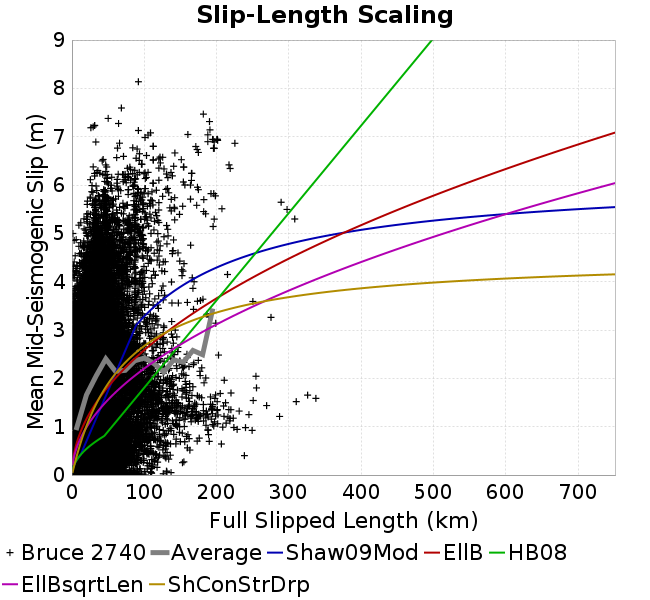 Slip-Length Scaling
Mean Mid-Seismogenic Slip (m)
9
8
7
6
5
4
3
2
1
0
0 100 200 300 400 500 600 700
Full Slipped Length (km)
Bruce 2740 Average Shaw09Mod EllB HB08
EllBsqrtLen ShConStrDrp